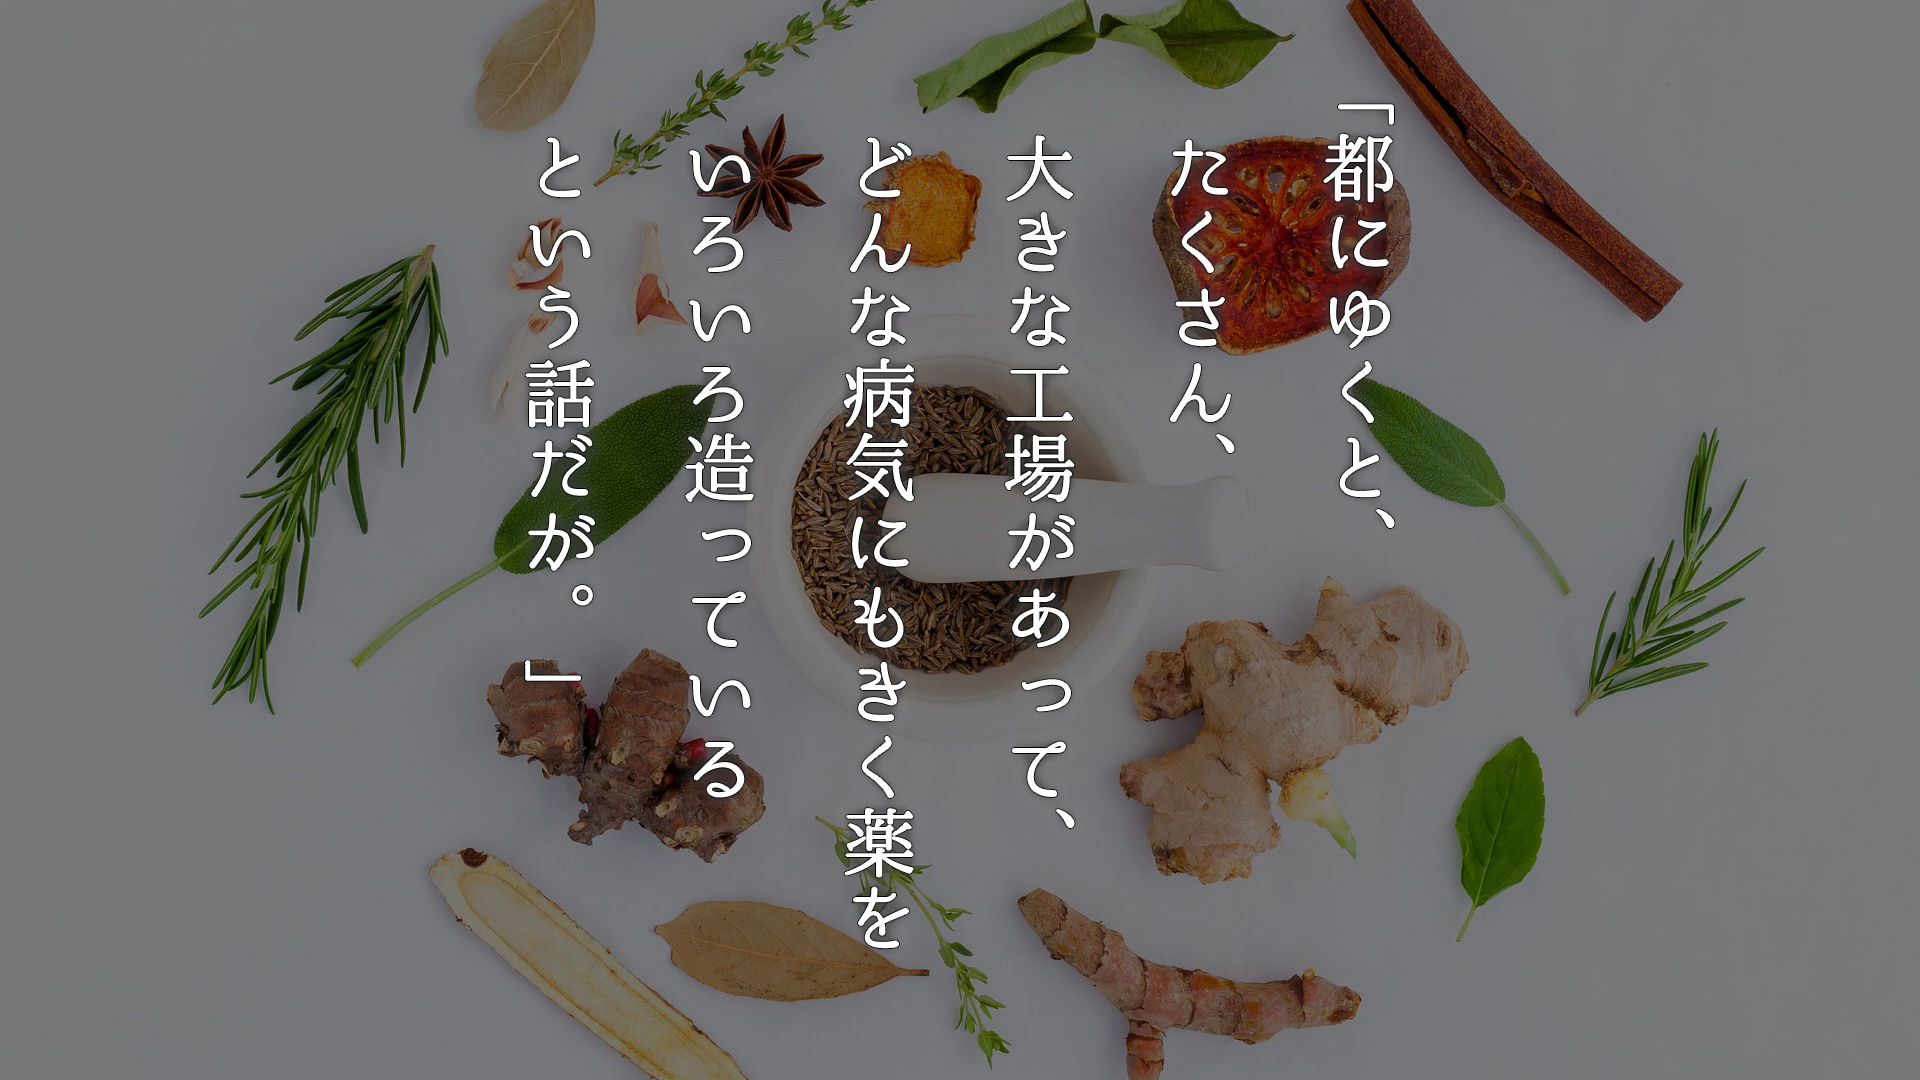 「都にゆくと、
たくさん、
大きな工場があって、
どんな病気にもきく薬を
いろいろ造っている
という話だが。」